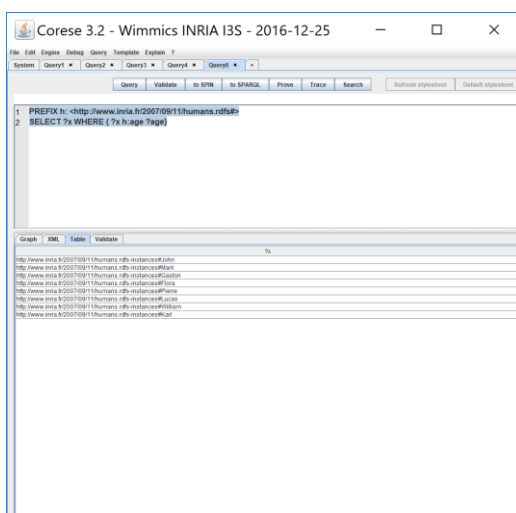 Corese 3.2 - Wimmics INRIA I3S - 2016-12-25
File Edit Engine Debug Query Template Explain ?
System Query1 × Query2 × Query3 × Query4 × Query6 × +
Query Validate to SPIN to SPARQL Prove Trace Search Refresh stylesheet Default stylesheet
1 PREFIX h: <http://www.inria.fr/2007/09/11/humans.rdfs#>
2 SELECT ?x WHERE { ?x h:age ?age}
Graph XML Table Validate
?x
http://www.inria.fr/2007/09/11/humans.rdfs-instances#John
http://www.inria.fr/2007/09/11/humans.rdfs-instances#Mark
http://www.inria.fr/2007/09/11/humans.rdfs-instances#Gaston
http://www.inria.fr/2007/09/11/humans.rdfs-instances#Flora
http://www.inria.fr/2007/09/11/humans.rdfs-instances#Pierre
http://www.inria.fr/2007/09/11/humans.rdfs-instances#Lucas
http://www.inria.fr/2007/09/11/humans.rdfs-instances#William
http://www.inria.fr/2007/09/11/humans.rdfs-instances#Karl